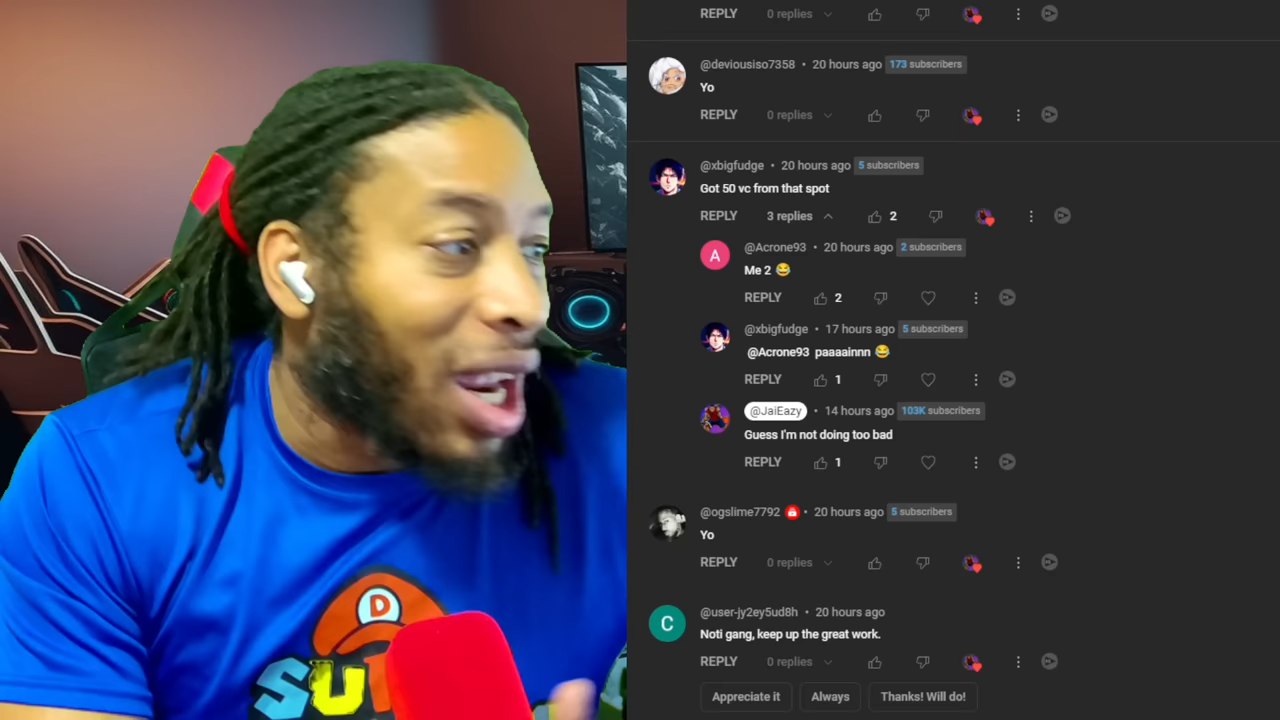 REPLY 0 replies
@deviousiso7358 • 20 hours ago 173 subscribers
Yo
REPLY 0 replies
@xbigfudge • 20 hours ago 5 subscribers
Got 50 vc from that spot
REPLY 3 replies 2
A @Acrone93 • 20 hours ago 2 subscribers
Me 2 😂
REPLY 2
@xbigfudge • 17 hours ago 5 subscribers
@Acrone93 paaaainnn 😂
REPLY 1
@JaiEazy • 14 hours ago 103K subscribers
Guess I'm not doing too bad
REPLY 1
@ogslime7792 • 20 hours ago 5 subscribers
Yo
REPLY 0 replies
C @user-jy2ey5ud8h • 20 hours ago
Noti gang, keep up the great work.
REPLY 0 replies
Appreciate it Always Thanks! Will do!
D
SU